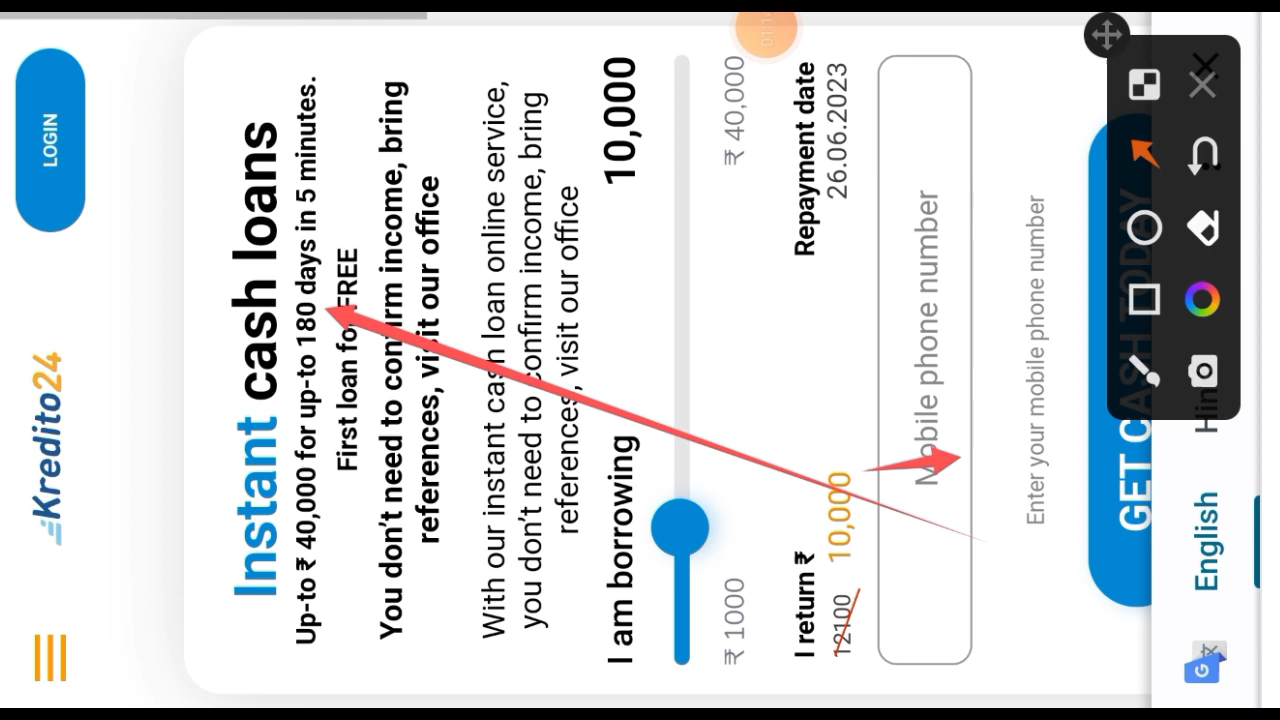 Kredito24
LOGIN
Instant cash loans
Up-to ₹ 40,000 for up-to 180 days in 5 minutes.
First loan for FREE
You don't need to confirm income, bring
references, visit our office
With our instant cash loan online service,
you don't need to confirm income, bring
references, visit our office
I am borrowing 10,000
₹ 1000 ₹ 40,000
I return ₹ Repayment date
12100 10,000 26.06.2023
Mobile phone number
Enter your mobile phone number
GET CASH TODAY
English